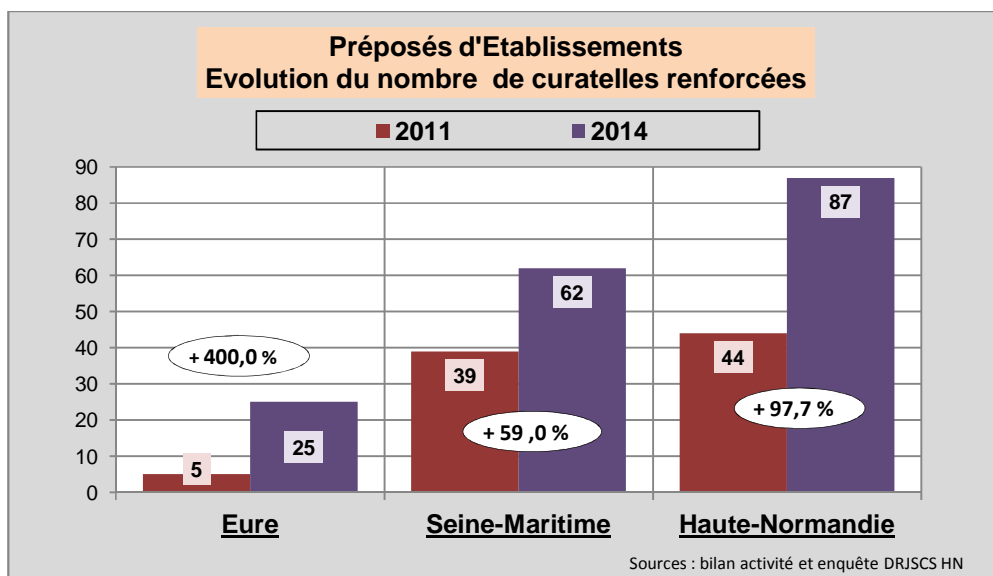 Préposés d'Etablissements
Evolution du nombre de curatelles renforcées
2011 2014
90
80
70
60
50
40
30
20
10
0
5
25
39
62
44
87
+ 400,0 %
+ 59 ,0 %
+ 97,7 %
Eure Seine-Maritime Haute-Normandie
Sources : bilan activité et enquête DRJSCS HN